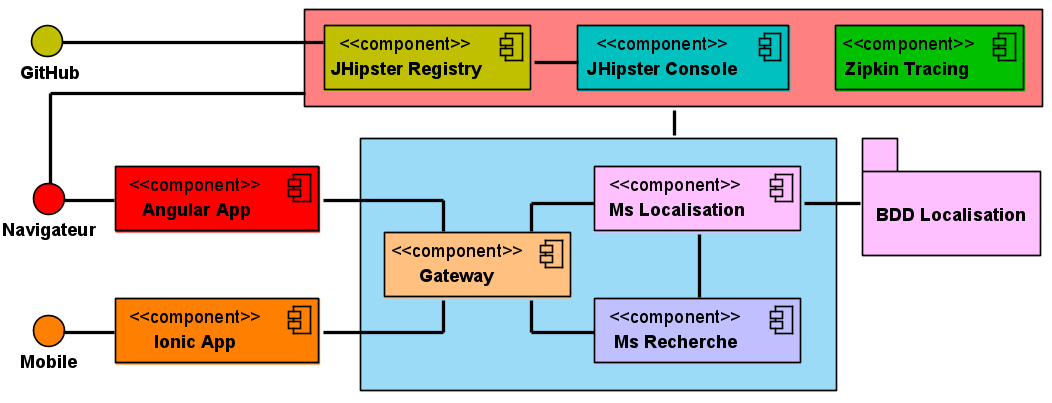 <<component>>
JHipster Registry
<<component>>
JHipster Console
<<component>>
Zipkin Tracing
GitHub
<<component>>
Angular App
Navigateur
<<component>>
Ms Localisation
BDD Localisation
<<component>>
Gateway
<<component>>
Ionic App
Mobile
<<component>>
Ms Recherche